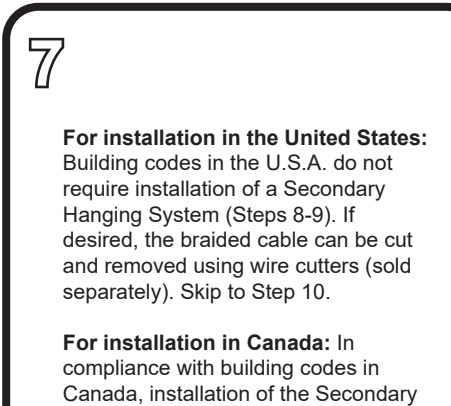 7
For installation in the United States:
Building codes in the U.S.A. do not
require installation of a Secondary
Hanging System (Steps 8-9). If
desired, the braided cable can be cut
and removed using wire cutters (sold
separately). Skip to Step 10.
For installation in Canada: In
compliance with building codes in
Canada, installation of the Secondary